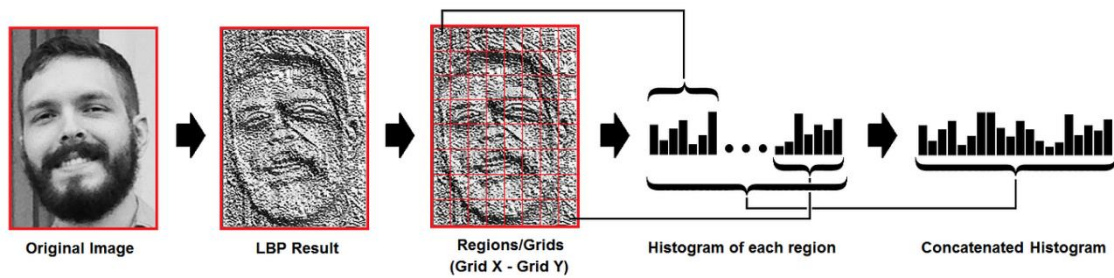 Original Image
LBP Result
Regions/Grids
(Grid X - Grid Y)
Histogram of each region
Concatenated Histogram